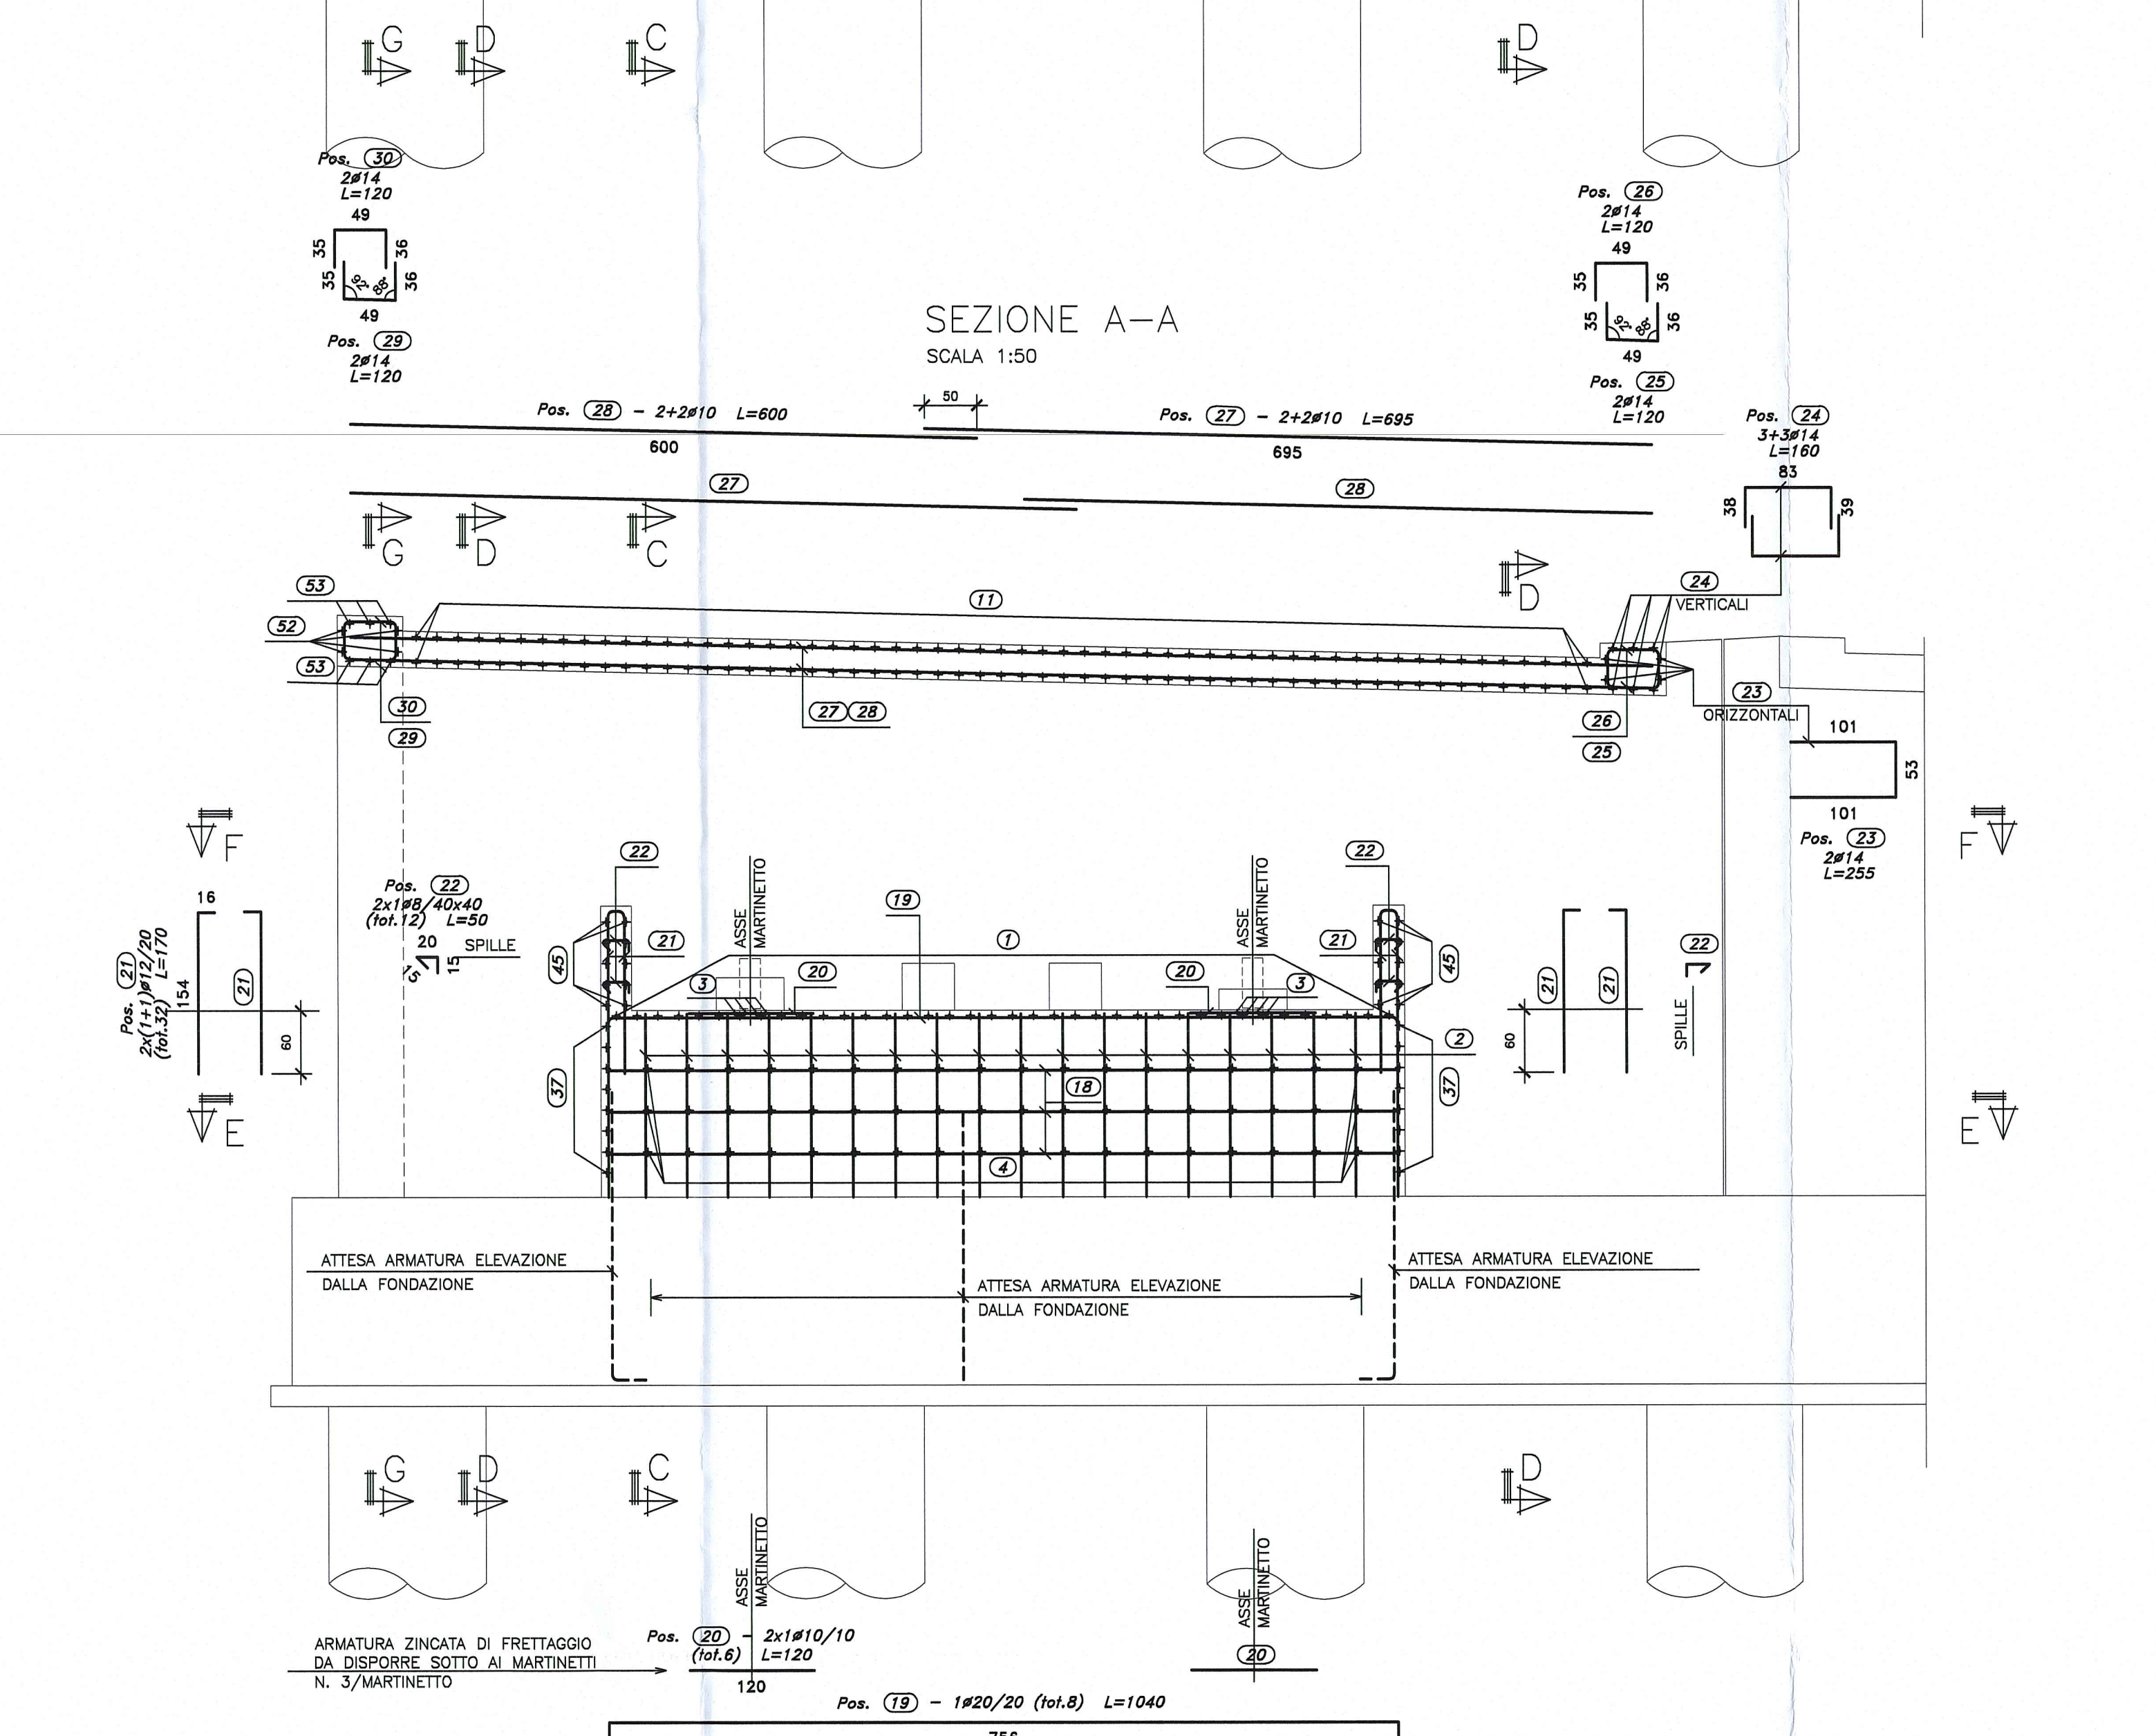 G
D
C
D
Pos. 30
2ø14
L=120
49
35
36
35
36
92°
88°
49
Pos. 29
2ø14
L=120
Pos. 26
2ø14
L=120
49
35
36
35
36
92°
88°
49
Pos. 25
2ø14
L=120
SEZIONE A-A
SCALA 1:50
Pos. 28 - 2+2ø10 L=600
50
Pos. 27 - 2+2ø10 L=695
600
695
Pos. 24
3+3ø14
L=160
83
38
39
27
28
G
D
C
D
53
52
53
11
24
VERTICALI
30
29
27 28
26
25
23
ORIZZONTALI
101
53
101
Pos. 23
2ø14
L=255
F
F
22
22
Pos. 22
2x1ø8/40x40
(tot.12) L=50
20
SPILLE
15
15
16
Pos. 21
2x(1+1)ø12/20
(tot.32) L=170
154
21
60
ASSE
MARTINETTO
19
1
ASSE
MARTINETTO
45
21
21
45
3
20
20
3
21
21
22
SPILLE
60
2
37
18
37
4
E
E
ATTESA ARMATURA ELEVAZIONE
DALLA FONDAZIONE
ATTESA ARMATURA ELEVAZIONE
DALLA FONDAZIONE
ATTESA ARMATURA ELEVAZIONE
DALLA FONDAZIONE
G
D
C
D
ASSE
MARTINETTO
ASSE
MARTINETTO
ARMATURA ZINCATA DI FRETTAGGIO
DA DISPORRE SOTTO AI MARTINETTI
N. 3/MARTINETTO
Pos. 20 - 2x1ø10/10
(tot.6) L=120
120
20
Pos. 19 - 1ø20/20 (tot.8) L=1040